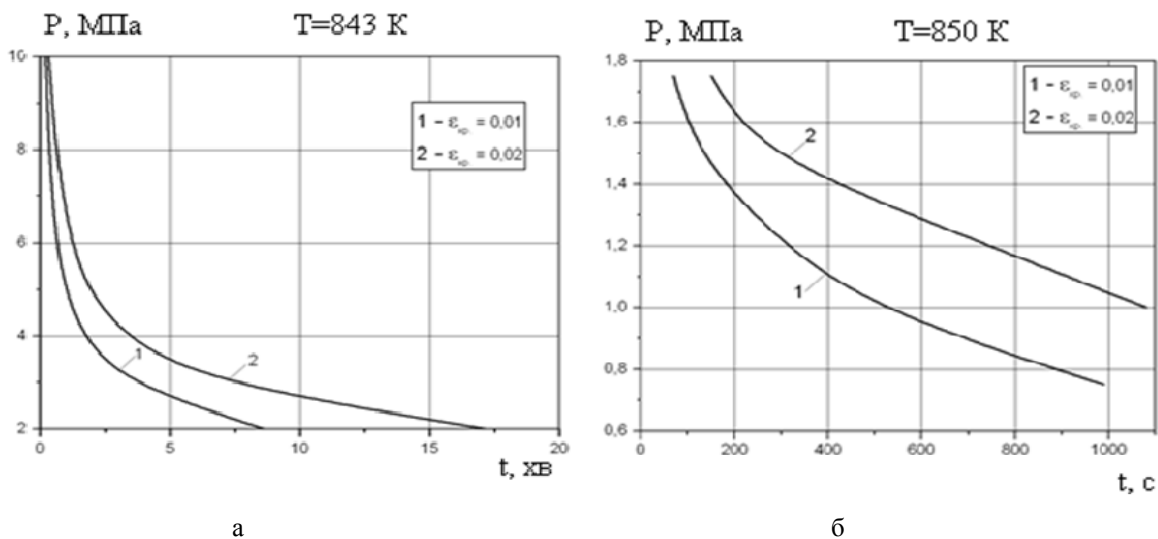 P, МПа T=843 К
10
8
6
4
2
1 – ε = 0,01
2 – ε = 0,02
1
2
0 5 10 15 20
t, хв
а
P, МПа T=850 К
1,8
1,6
1,4
1,2
1,0
0,8
0,6
1 – ε = 0,01
2 – ε = 0,02
2
1
0 200 400 600 800 1000
t, с
б